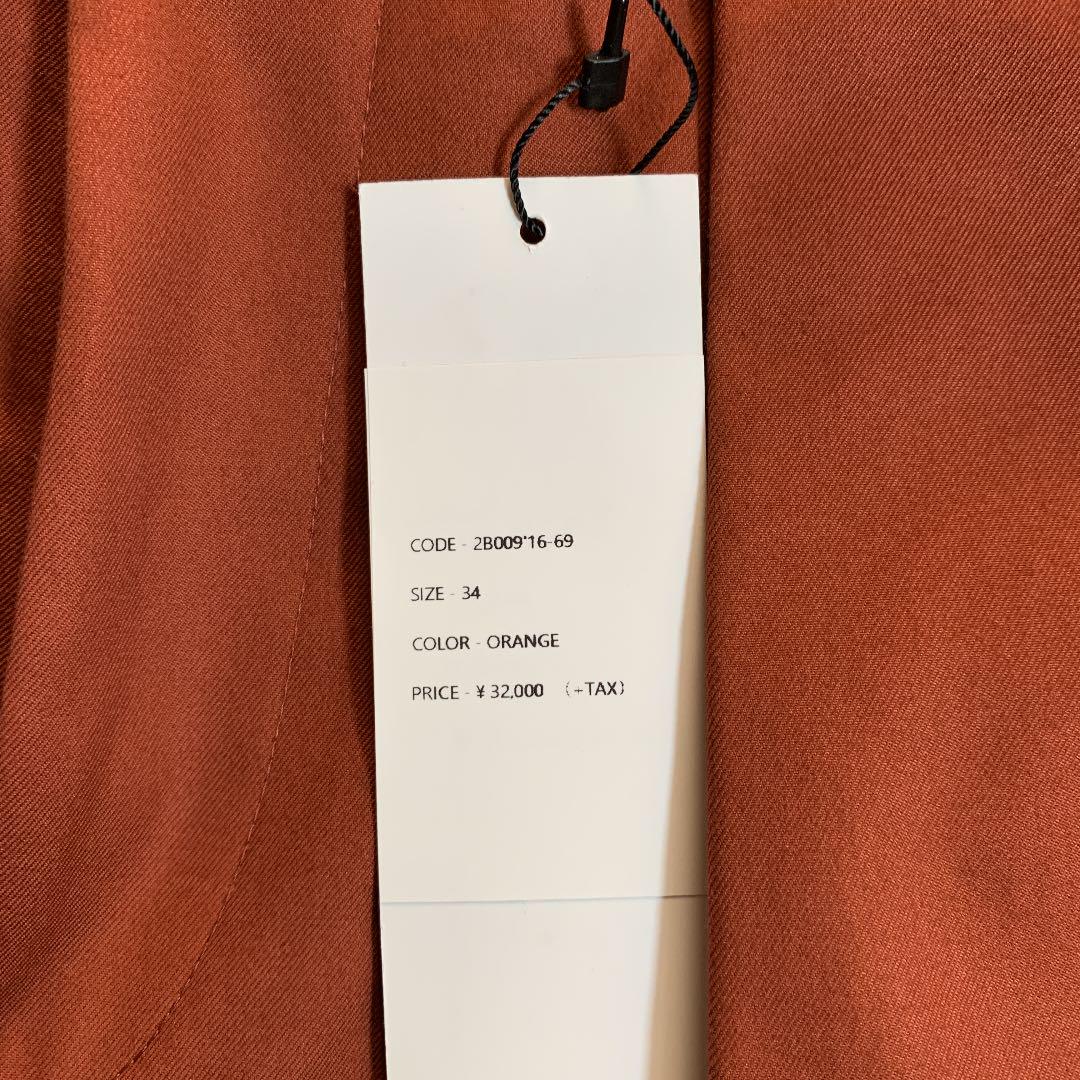 CODE - 2B009'16-69
SIZE - 34
COLOR - ORANGE
PRICE - ¥ 32,000 (+TAX)